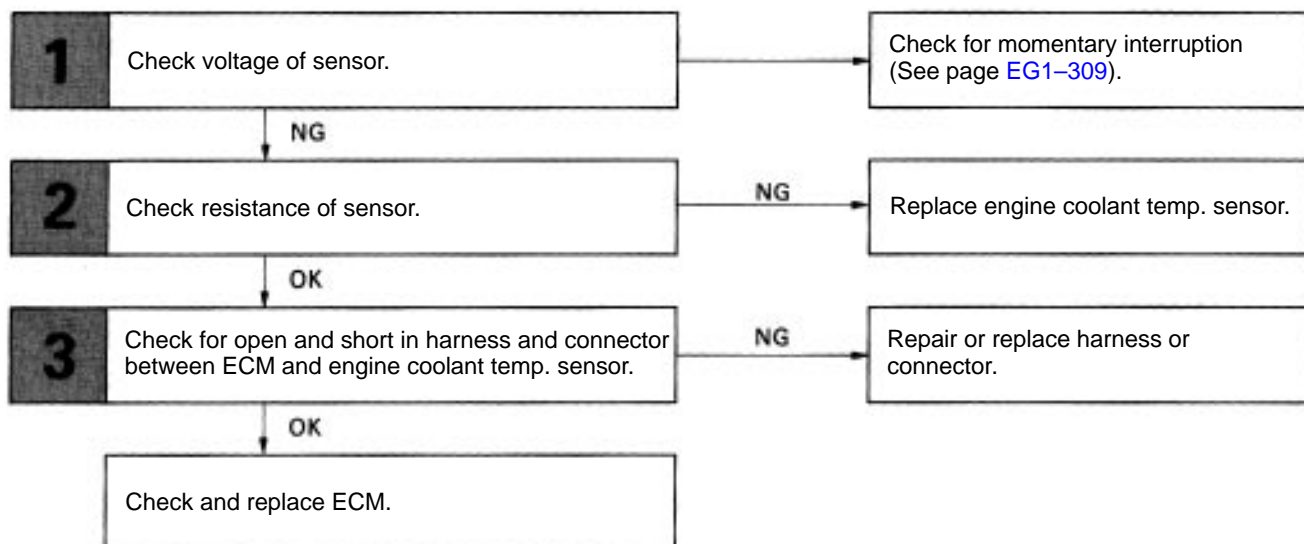 1
Check voltage of sensor.
Check for momentary interruption
(See page EG1–309).
NG
2
Check resistance of sensor.
NG
Replace engine coolant temp. sensor.
OK
3
Check for open and short in harness and connector
between ECM and engine coolant temp. sensor.
NG
Repair or replace harness or
connector.
OK
Check and replace ECM.